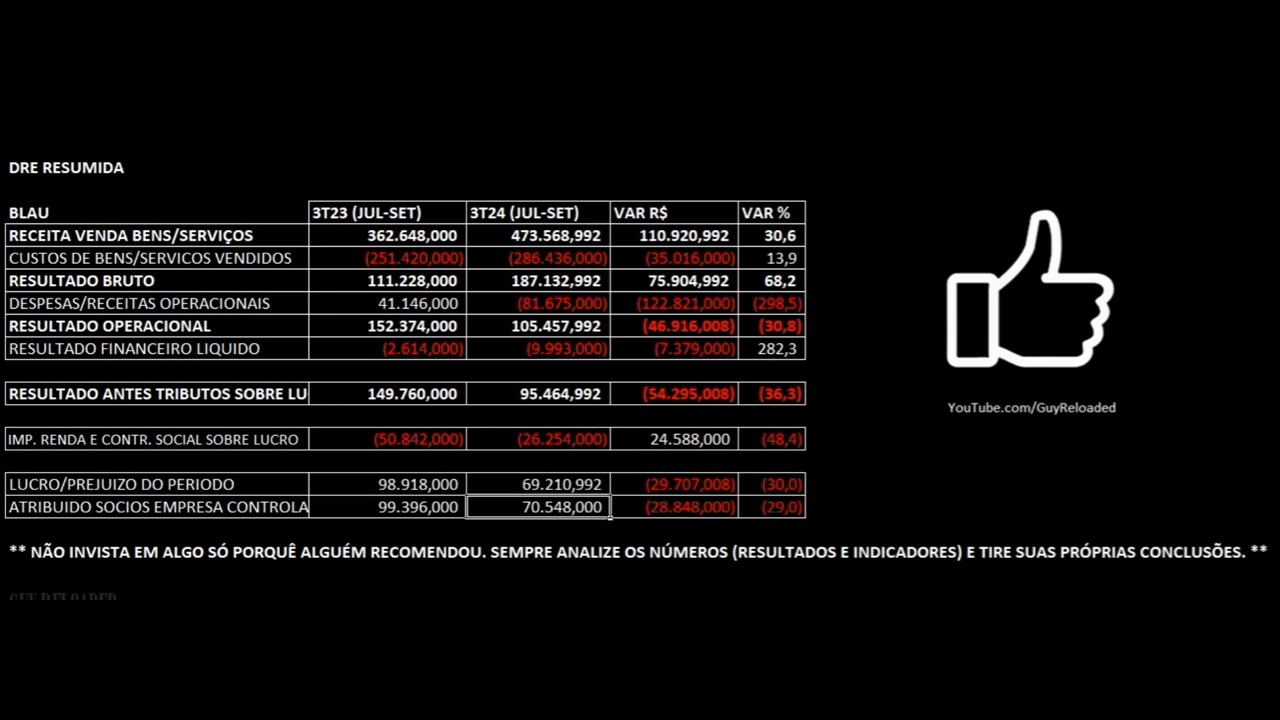 DRE RESUMIDA
BLAU 3T23 (JUL-SET) 3T24 (JUL-SET) VAR R$ VAR %
RECEITA VENDA BENS/SERVIÇOS 362.648,000 473.568,992 110.920,992 30,6
CUSTOS DE BENS/SERVICOS VENDIDOS (251.420,000) (286.436,000) (35.016,000) 13,9
RESULTADO BRUTO 111.228,000 187.132,992 75.904,992 68,2
DESPESAS/RECEITAS OPERACIONAIS 41.146,000 (81.675,000) (122.821,000) (298,5)
RESULTADO OPERACIONAL 152.374,000 105.457,992 (46.916,008) (30,8)
RESULTADO FINANCEIRO LIQUIDO (2.614,000) (9.993,000) (7.379,000) 282,3
RESULTADO ANTES TRIBUTOS SOBRE LU 149.760,000 95.464,992 (54.295,008) (36,3)
IMP. RENDA E CONTR. SOCIAL SOBRE LUCRO (50.842,000) (26.254,000) 24.588,000 (48,4)
LUCRO/PREJUIZO DO PERIODO 98.918,000 69.210,992 (29.707,008) (30,0)
ATRIBUIDO SOCIOS EMPRESA CONTROLA 99.396,000 70.548,000 (28.848,000) (29,0)
YouTube.com/GuyReloaded
** NÃO INVISTA EM ALGO SÓ PORQUÊ ALGUÉM RECOMENDOU. SEMPRE ANALIZE OS NÚMEROS (RESULTADOS E INDICADORES) E TIRE SUAS PRÓPRIAS CONCLUSÕES. **
GUY RELOADED